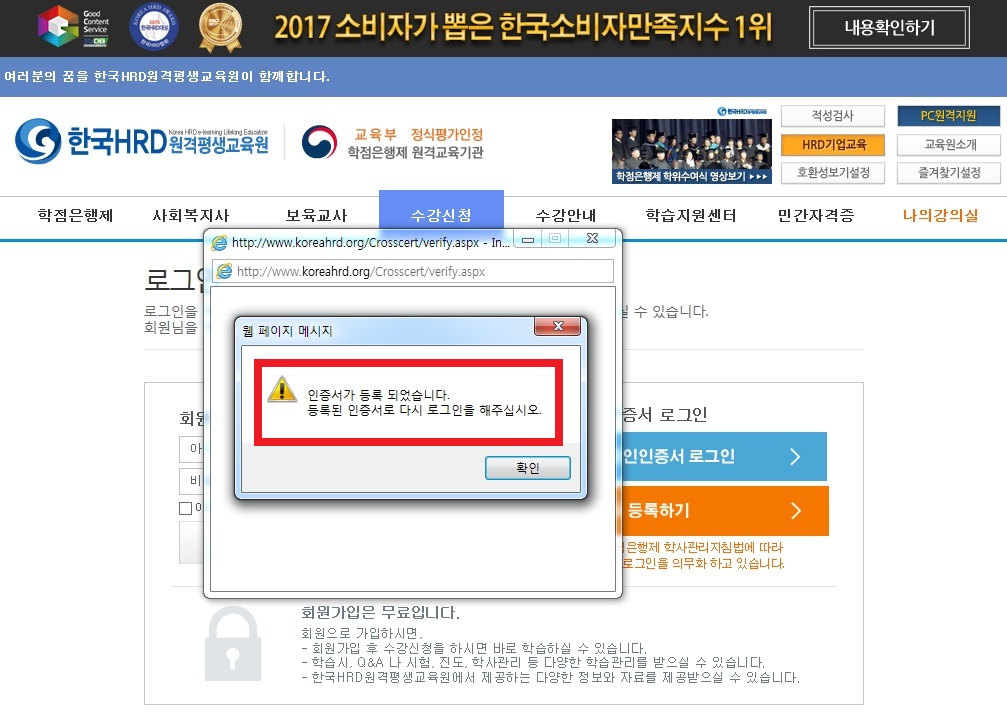 Good
Content
Service
2017 소비자가 뽑은 한국소비자만족지수 1위
내용확인하기
여러분의 꿈을 한국HRD원격평생교육원이 함께합니다.
한국HRD원격평생교육원
Korea HRD e-learning Lifelong Education
교육부 정식평가인정
학점은행제 원격교육기관
학점은행제 학위수여식 영상보기 ▸▸▸
적성검사
PC원격지원
HRD기업교육
교육원소개
호환성보기설정
즐겨찾기설정
학점은행제 사회복지사 보육교사 수강신청 수강안내 학습지원센터 민간자격증 나의강의실
http://www.koreahrd.org/Crosscert/verify.aspx - In...
http://www.koreahrd.org/Crosscert/verify.aspx
로그인
로그인을
실 수 있습니다.
회원님을
웹 페이지 메시지
인증서가 등록 되었습니다.
등록된 인증서로 다시 로그인을 해주십시오.
확인
회원
아
비
증서 로그인
인인증서 로그인
등록하기
은행제 학사관리지침법에 따라
로그인을 의무화 하고 있습니다.
회원가입은 무료입니다.
회원으로 가입하시면,
- 회원가입 후 수강신청을 하시면 바로 학습하실 수 있습니다.
- 학습시, Q&A 나 시험, 진도, 학사관리 등 다양한 학습관리를 받으실 수 있습니다.
- 한국HRD원격평생교육원에서 제공하는 다양한 정보와 자료를 제공받으실 수 있습니다.